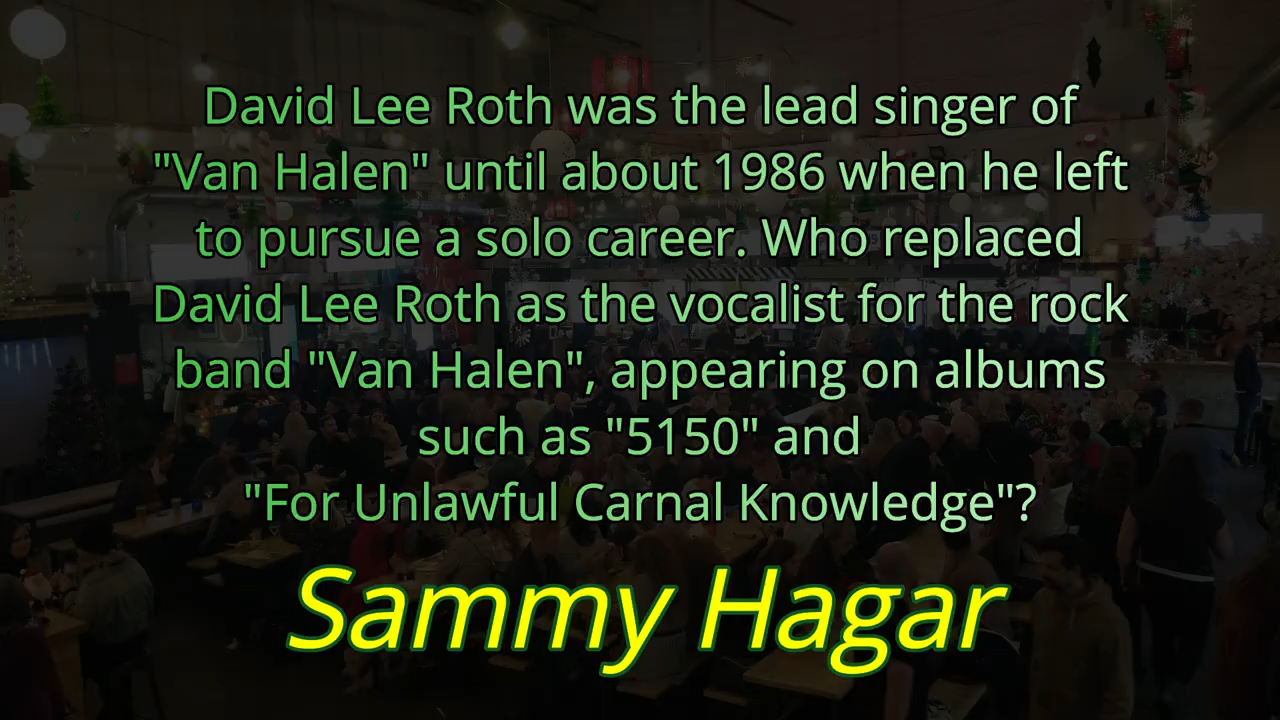 David Lee Roth was the lead singer of
"Van Halen" until about 1986 when he left
to pursue a solo career. Who replaced
David Lee Roth as the vocalist for the rock
band "Van Halen", appearing on albums
such as "5150" and
"For Unlawful Carnal Knowledge"?
Sammy Hagar